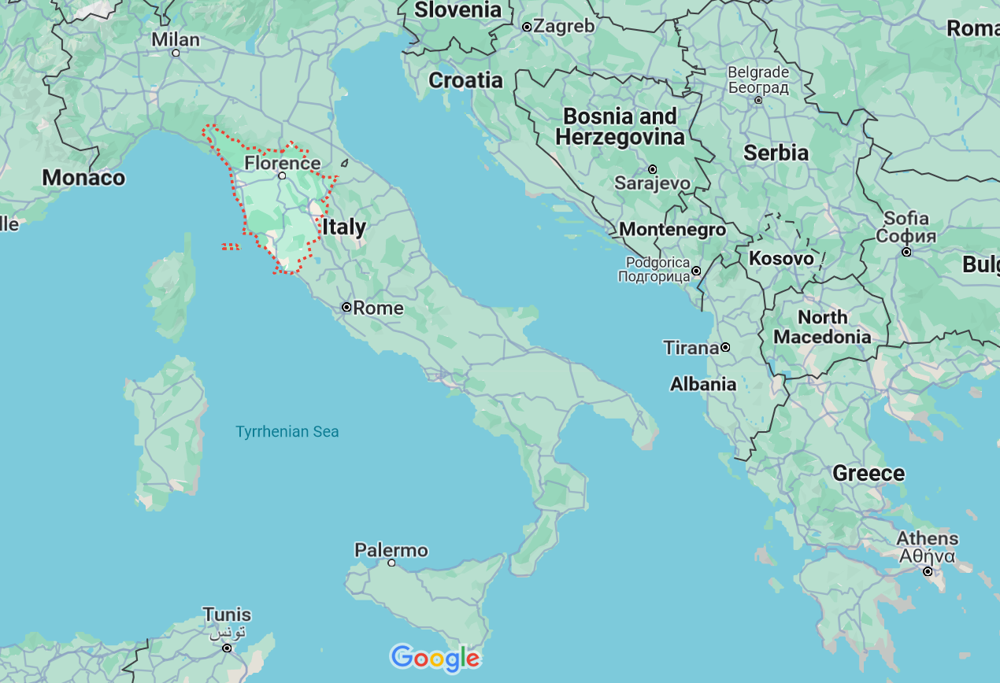 Slovenia
Zagreb
Milan
Croatia
Belgrade
Београд
Bosnia and
Herzegovina
Serbia
Florence
Monaco
Sarajevo
Italy
Montenegro
Sofia
София
Kosovo
Podgorica
Подгорица
Rome
North
Macedonia
Tirana
Albania
Tyrrhenian Sea
Greece
Palermo
Athens
Αθήνα
Tunis
تونس
Google
Roma
lle
Bulg